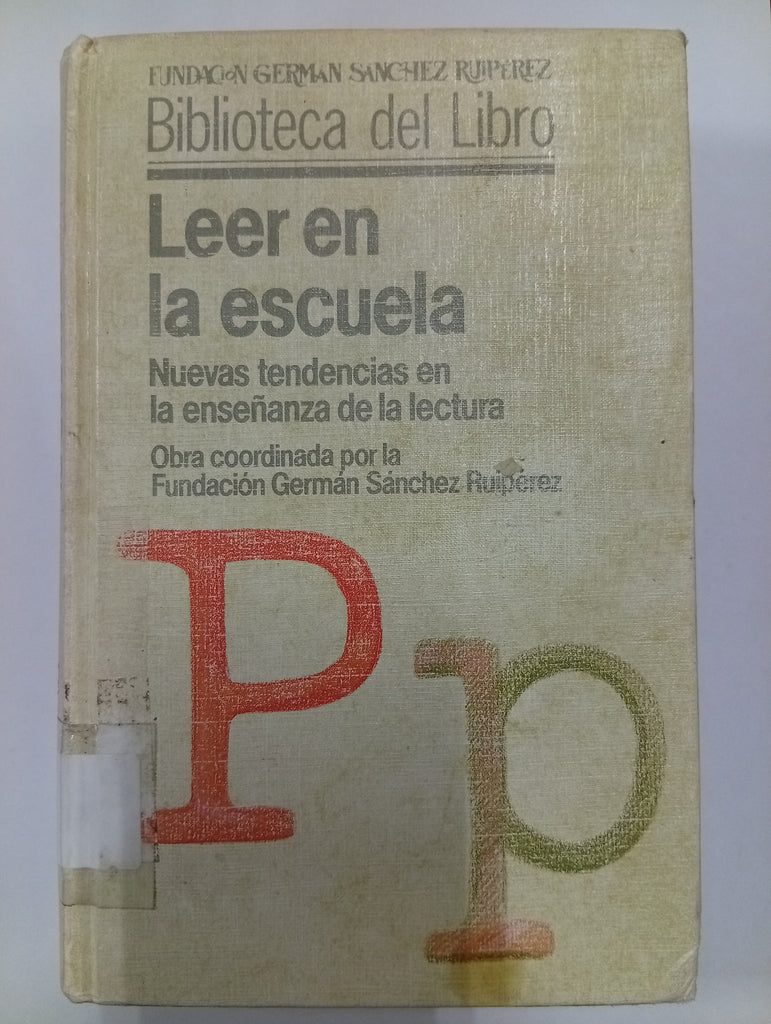 FUNDACION GERMAN SANCHEZ RUIPEREZ
Biblioteca del Libro
Leer en
la escuela
Nuevas tendencias en
la enseñanza de la lectura
Obra coordinada por la
Fundación Germán Sánchez Ruipérez
P p